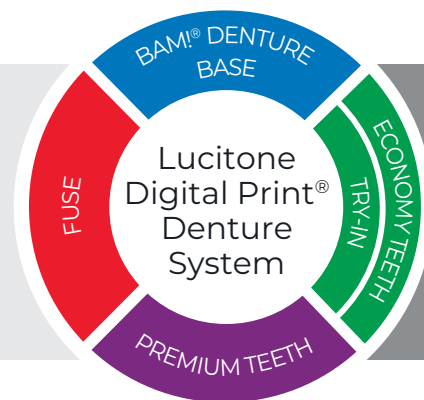 BAM!® DENTURE
BASE
ECONOMY TEETH
TRY-IN
PREMIUM TEETH
FUSE
Lucitone
Digital Print®
Denture
System